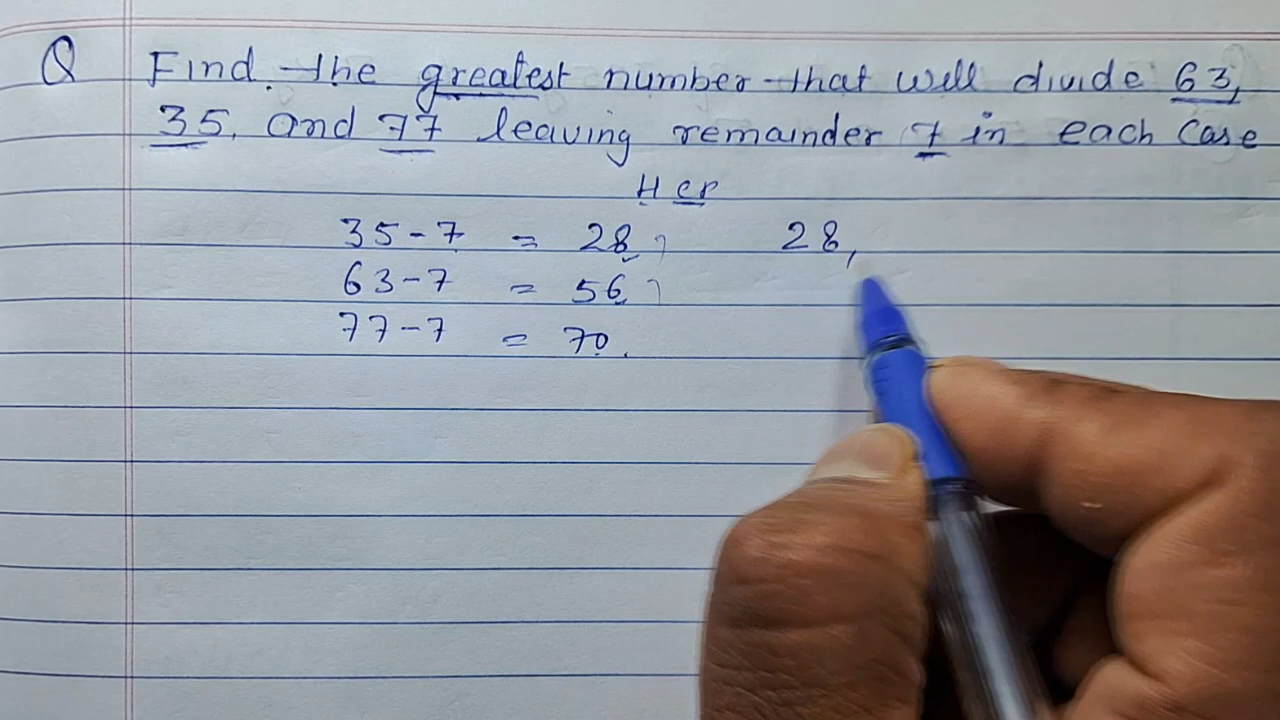 Q Find the greatest number that will divide 63,
35, and 77 leaving remainder 7 in each case
HCF
35-7 = 28, 28,
63-7 = 56,
77-7 = 70.